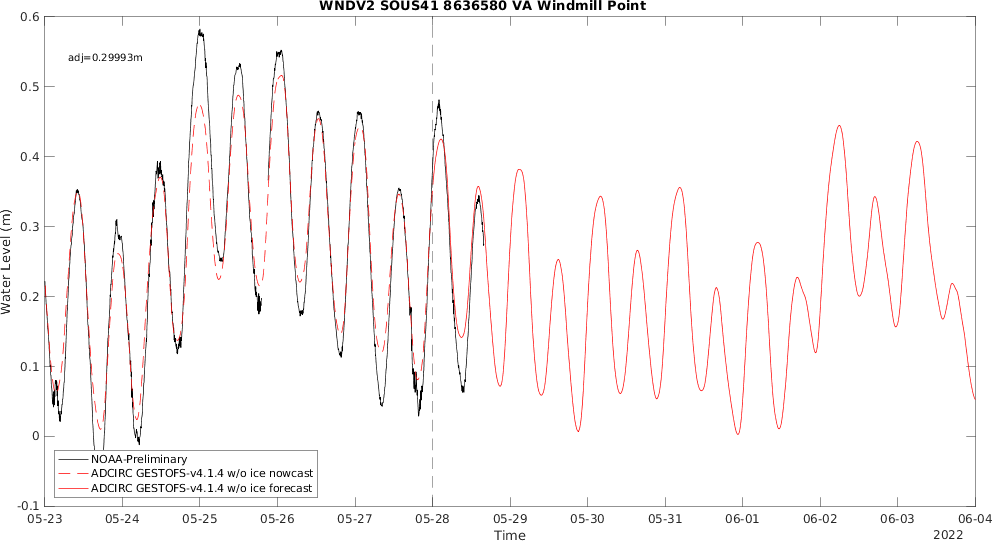 WNDV2 SOUS41 8636580 VA Windmill Point
0.6
adj=0.29993m
0.5
0.4
0.3
Water Level (m)
0.2
0.1
0
NOAA-Preliminary
ADCIRC GESTOFS-v4.1.4 w/o ice nowcast
ADCIRC GESTOFS-v4.1.4 w/o ice forecast
-0.1
05-23 05-24 05-25 05-26 05-27 05-28 05-29 05-30 05-31 06-01 06-02 06-03 06-04
Time
2022